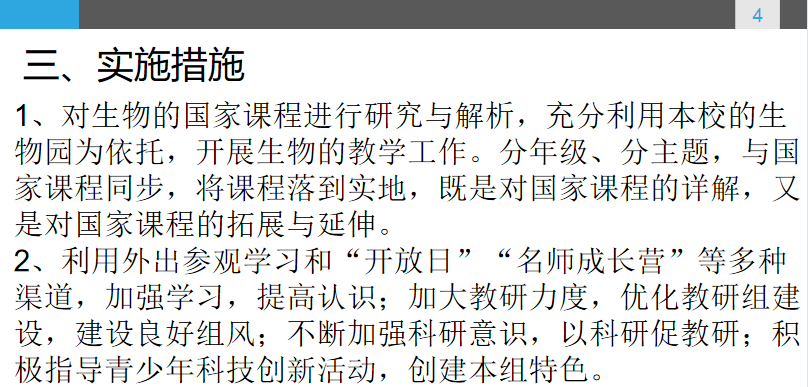 4
三、实施措施
1、对生物的国家课程进行研究与解析，充分利用本校的生
物园为依托，开展生物的教学工作。分年级、分主题，与国
家课程同步，将课程落到实地，既是对国家课程的详解，又
是对国家课程的拓展与延伸。
2、利用外出参观学习和“开放日”“名师成长营”等多种
渠道，加强学习，提高认识；加大教研力度，优化教研组建
设，建设良好组风；不断加强科研意识，以科研促教研；积
极指导青少年科技创新活动，创建本组特色。